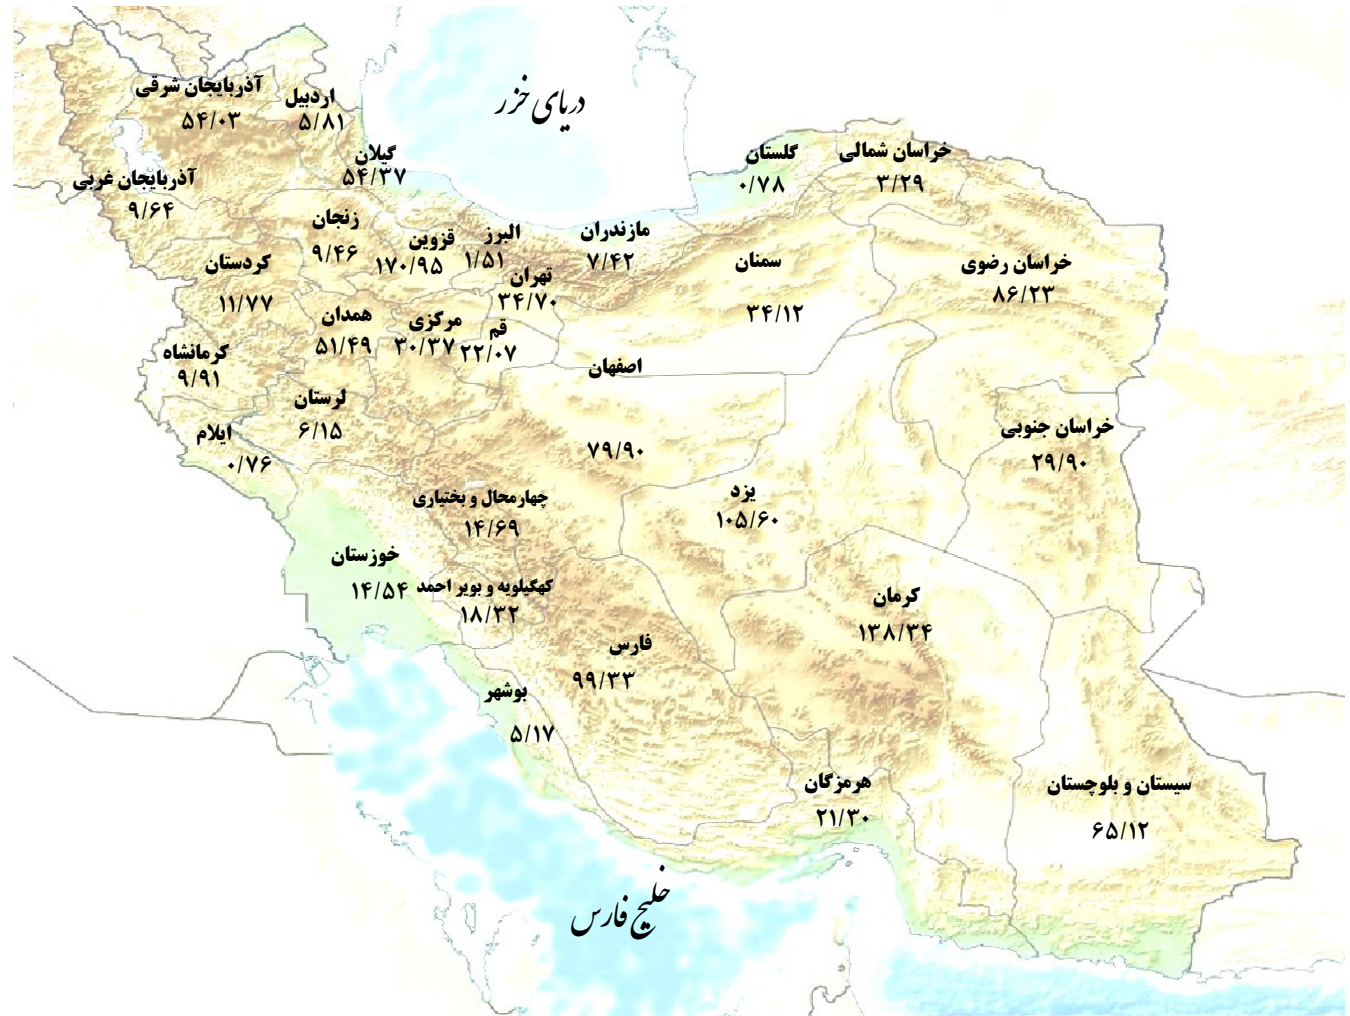 دریای خزر
آذربایجان شرقی
۵۴/۰۳
اردبیل
۵/۸۱
گیلان
۵۴/۳۷
گلستان
۰/۷۸
خراسان شمالی
۳/۲۹
آذربایجان غربی
۹/۶۴
زنجان
۹/۴۶
قزوین
۱۷۰/۹۵
البرز
۱/۵۱
مازندران
۷/۴۲
تهران
۳۴/۷۰
سمنان
۳۴/۱۲
خراسان رضوی
۸۶/۲۳
کردستان
۱۱/۷۷
همدان
۵۱/۴۹
مرکزی
۳۰/۳۷
قم
۲۲/۰۷
کرمانشاه
۹/۹۱
اصفهان
۷۹/۹۰
لرستان
۶/۱۵
ایلام
۰/۷۶
خراسان جنوبی
۲۹/۹۰
چهارمحال و بختیاری
۱۴/۶۹
یزد
۱۰۵/۶۰
خوزستان
۱۴/۵۴
کهگیلویه و بویر احمد
۱۸/۳۲
کرمان
۱۳۸/۳۴
فارس
۹۹/۳۳
بوشهر
۵/۱۷
هرمزگان
۲۱/۳۰
سیستان و بلوچستان
۶۵/۱۲
خلیج فارس